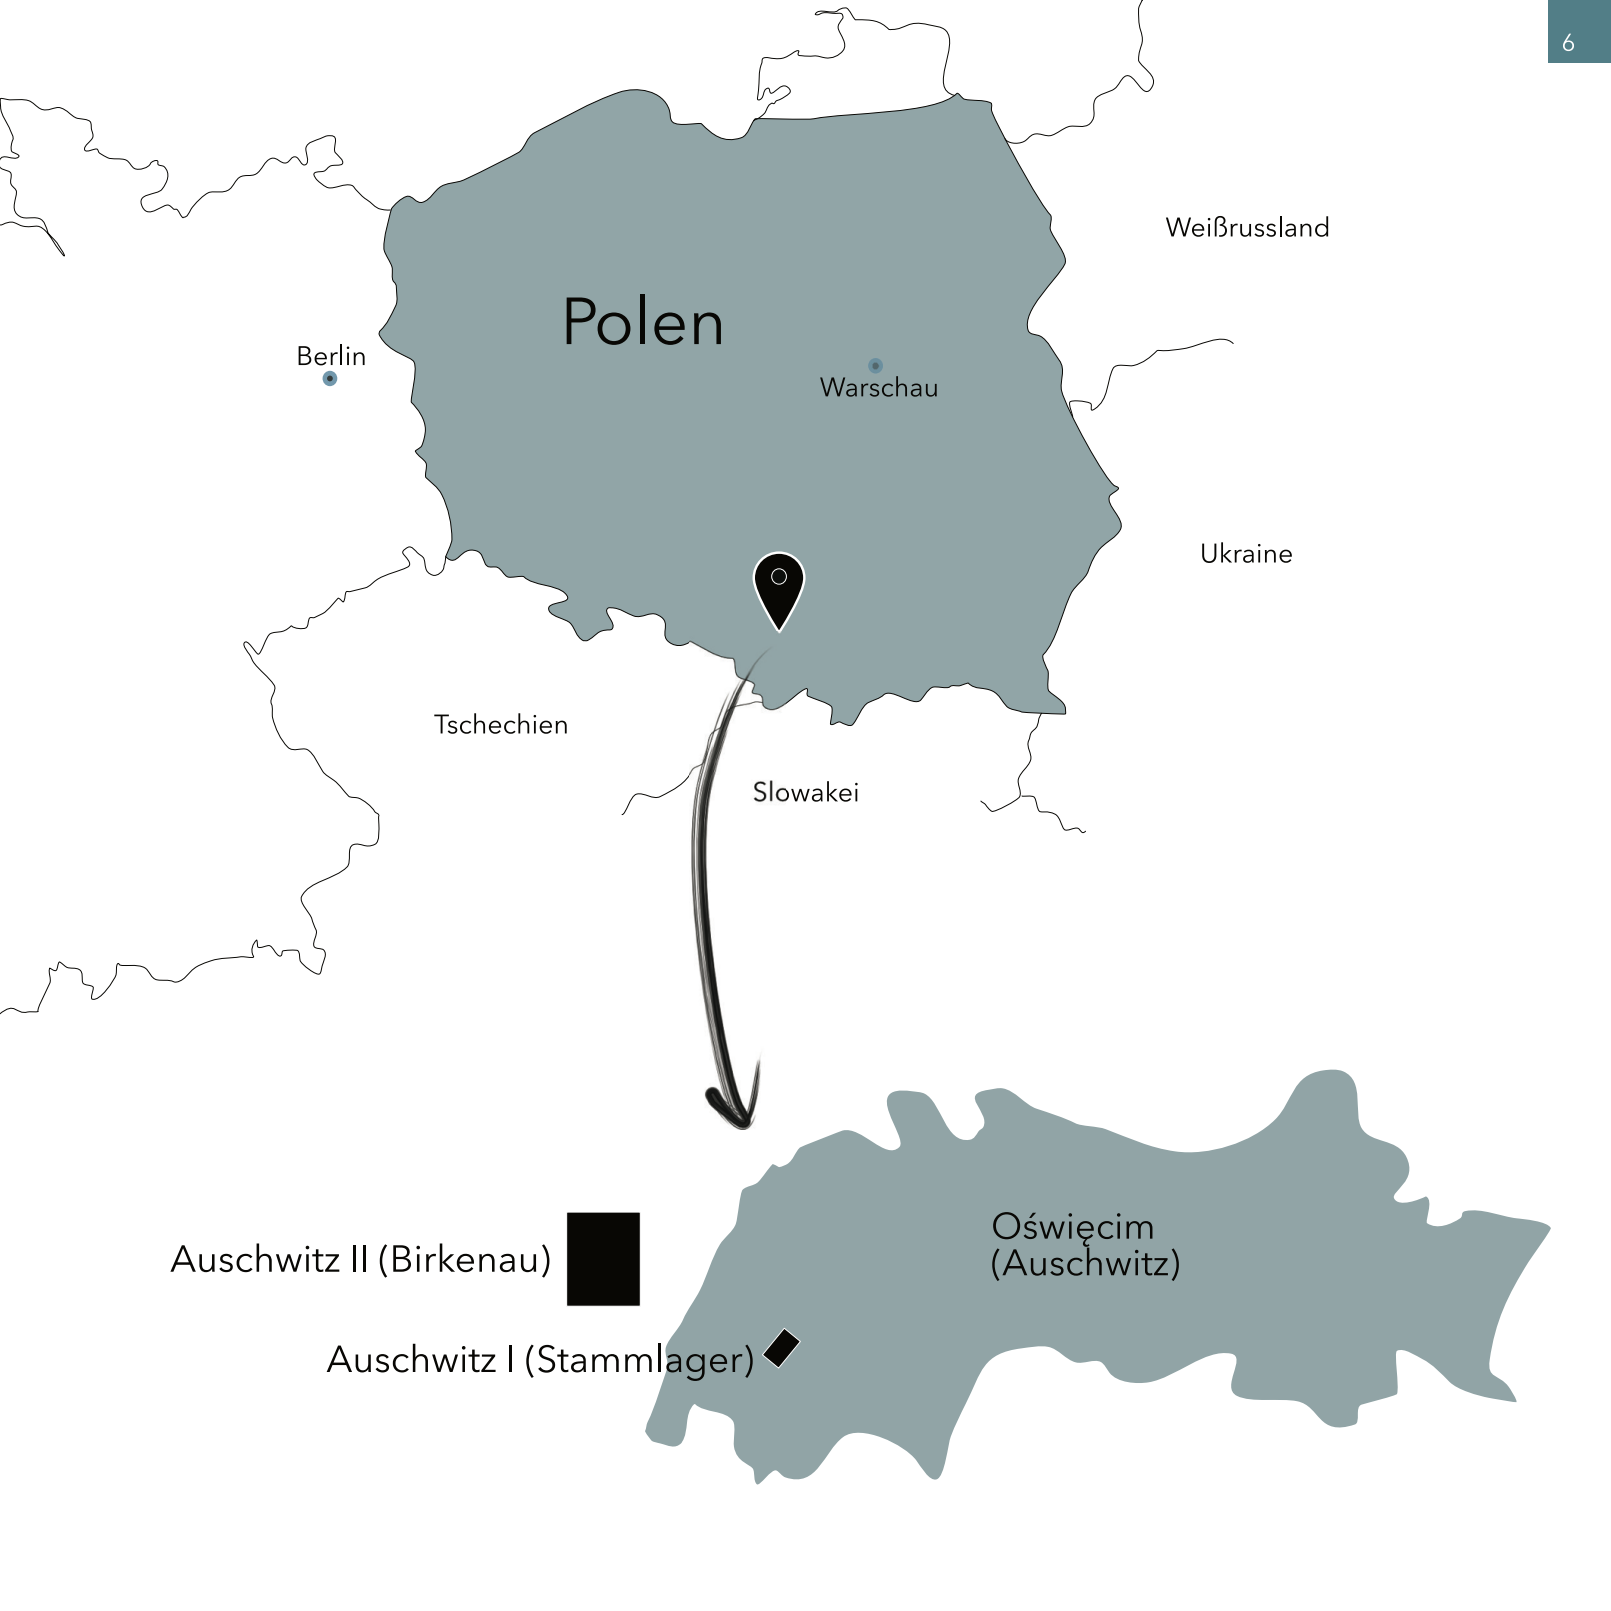 6
Weißrussland
Polen
Berlin
Warschau
Ukraine
Tschechien
Slowakei
Oświęcim
(Auschwitz)
Auschwitz II (Birkenau)
Auschwitz I (Stammlager)